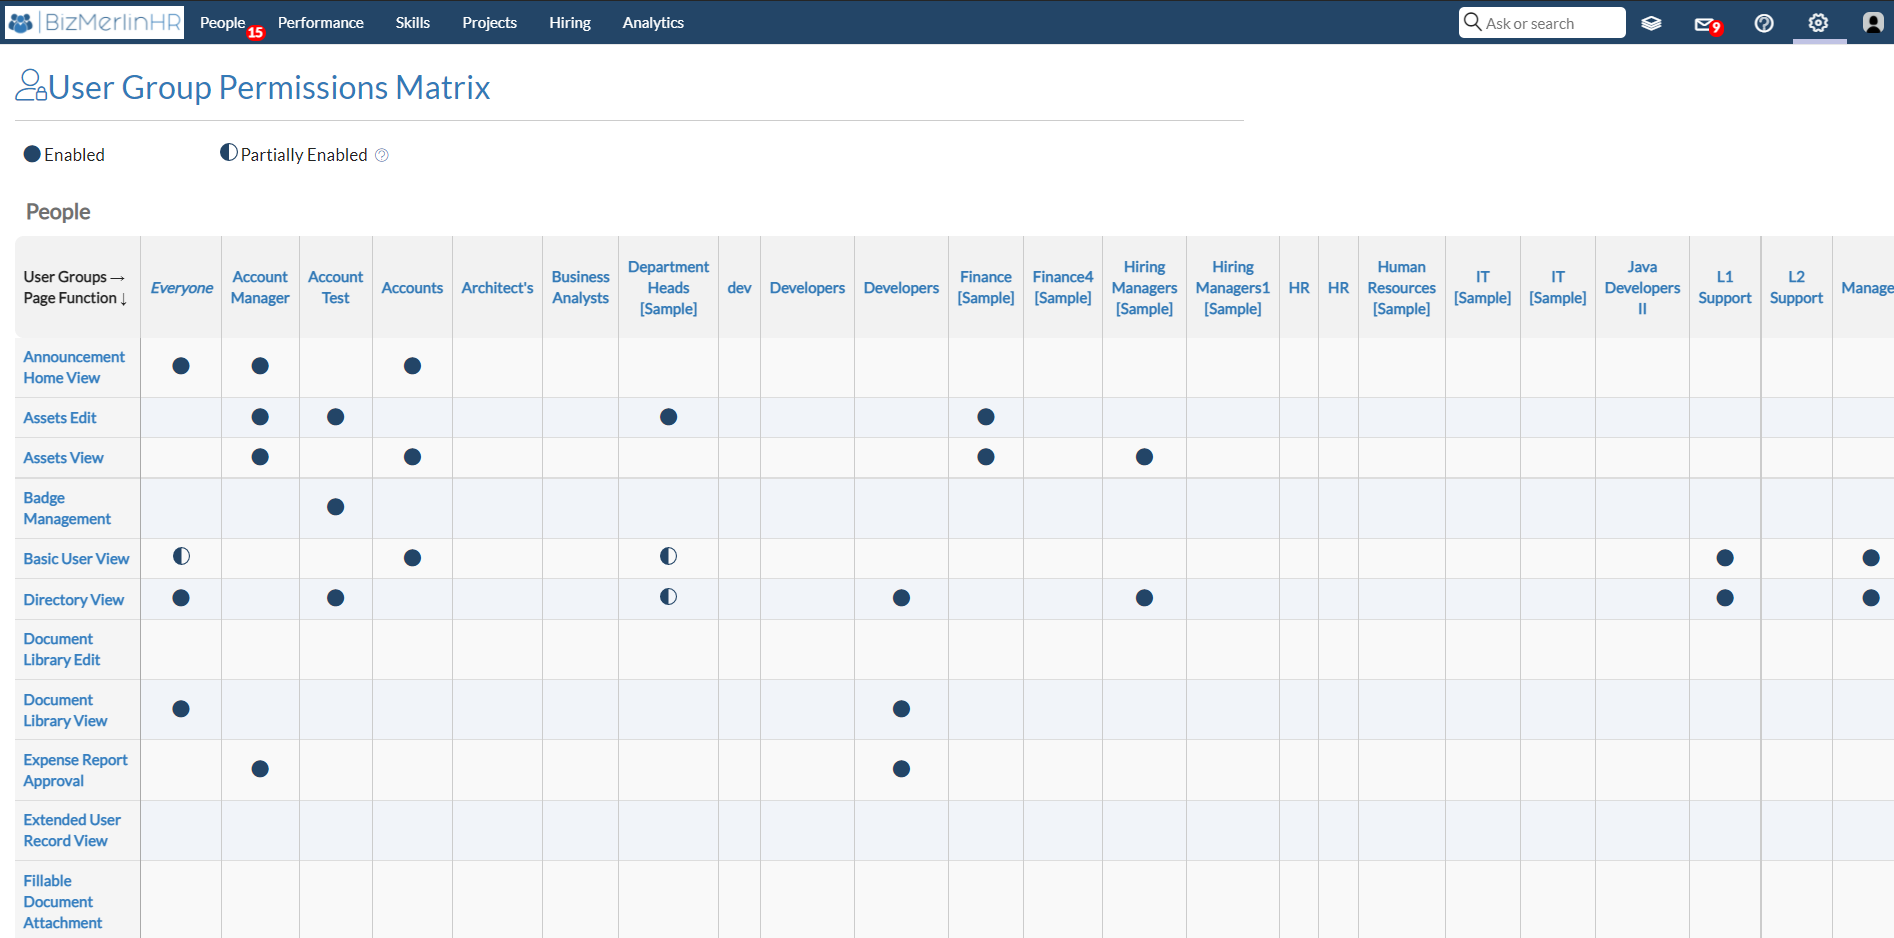 BizMerlinHR People 15 Performance Skills Projects Hiring Analytics Ask or search 9
User Group Permissions Matrix
Enabled Partially Enabled
People
User Groups →
Page Function ↓
Everyone
Account
Manager
Account
Test
Accounts
Architect's
Business
Analysts
Department
Heads
[Sample]
dev
Developers
Developers
Finance
[Sample]
Finance4
[Sample]
Hiring
Managers
[Sample]
Hiring
Managers1
[Sample]
HR
HR
Human
Resources
[Sample]
IT
[Sample]
IT
[Sample]
Java
Developers
II
L1
Support
L2
Support
Manage
Announcement
Home View
Assets Edit
Assets View
Badge
Management
Basic User View
Directory View
Document
Library Edit
Document
Library View
Expense Report
Approval
Extended User
Record View
Fillable
Document
Attachment